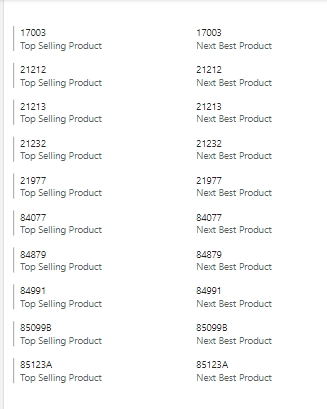 17003 17003
Top Selling Product Next Best Product
21212 21212
Top Selling Product Next Best Product
21213 21213
Top Selling Product Next Best Product
21232 21232
Top Selling Product Next Best Product
21977 21977
Top Selling Product Next Best Product
84077 84077
Top Selling Product Next Best Product
84879 84879
Top Selling Product Next Best Product
84991 84991
Top Selling Product Next Best Product
85099B 85099B
Top Selling Product Next Best Product
85123A 85123A
Top Selling Product Next Best Product